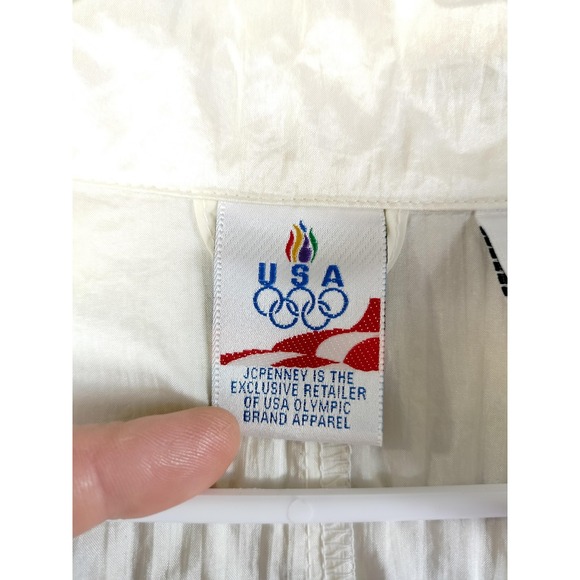 USA
JCPENNEY IS THE
EXCLUSIVE RETAILER
OF USA OLYMPIC
BRAND APPAREL